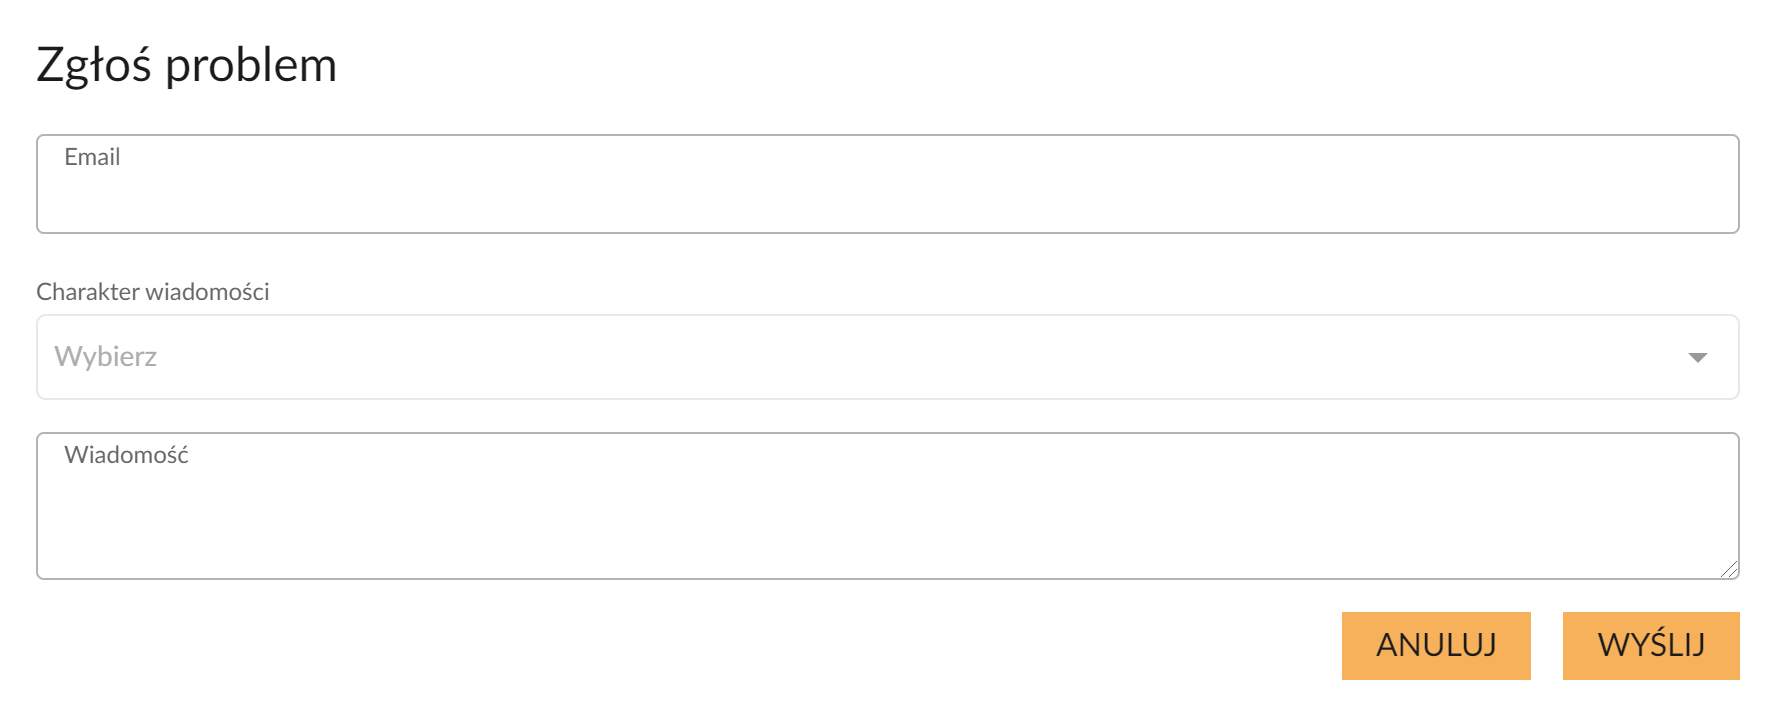 Zgłoś problem
Email
Charakter wiadomości
Wybierz
Wiadomość
ANULUJ WYŚLIJ